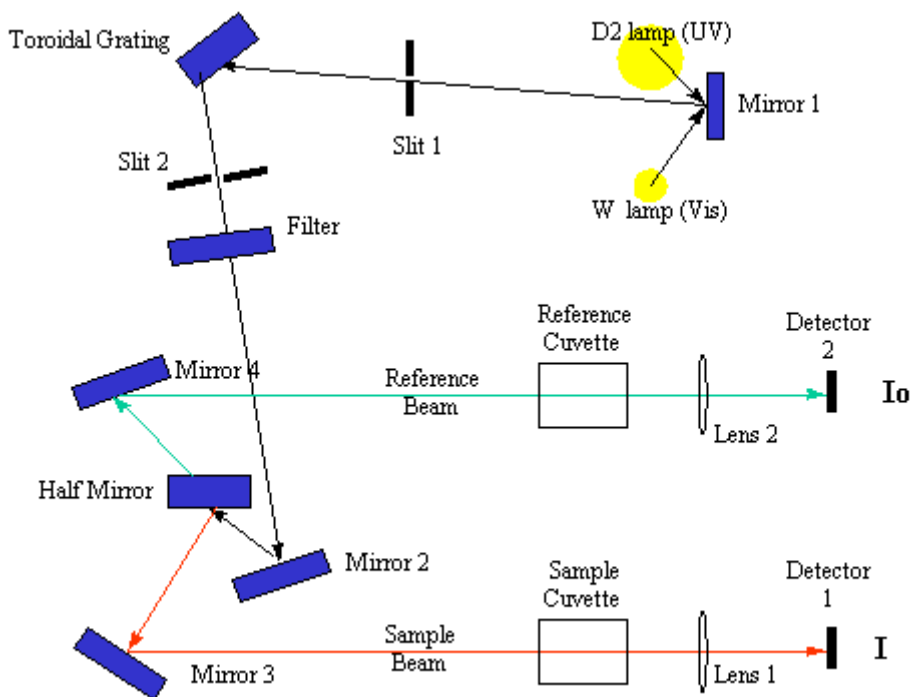 D2 lamp (UV)
Toroidal Grating
Mirror 1
Slit 1
Slit 2
W lamp (Vis)
Filter
Reference
Cuvette
Detector
2
Mirror 4
Reference
Beam
Io
Lens 2
Half Mirror
Mirror 2
Sample
Cuvette
Detector
1
Sample
Beam
I
Mirror 3
Lens 1